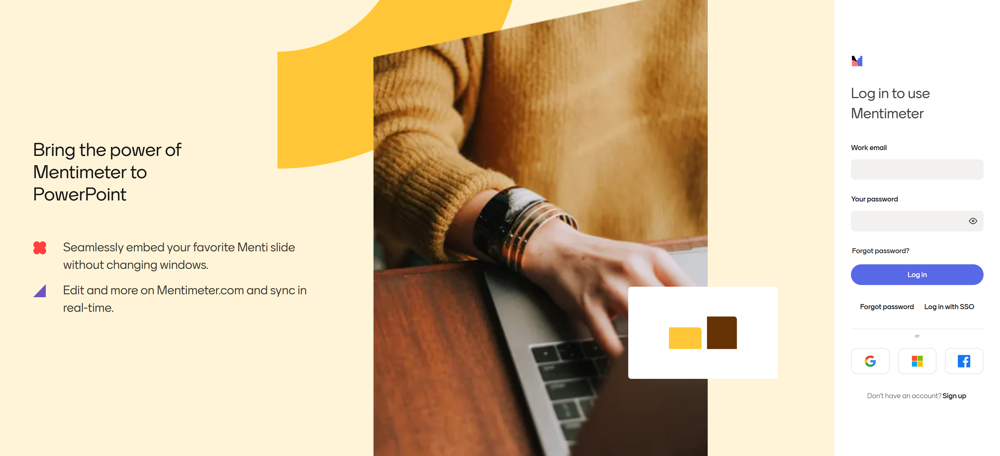 Bring the power of
Mentimeter to
PowerPoint
Seamlessly embed your favorite Menti slide
without changing windows.
Edit and more on Mentimeter.com and sync in
real-time.
Log in to use
Mentimeter
Work email
Your password
Forgot password?
Log in
Forgot password Log in with SSO
or
Don't have an account? Sign up